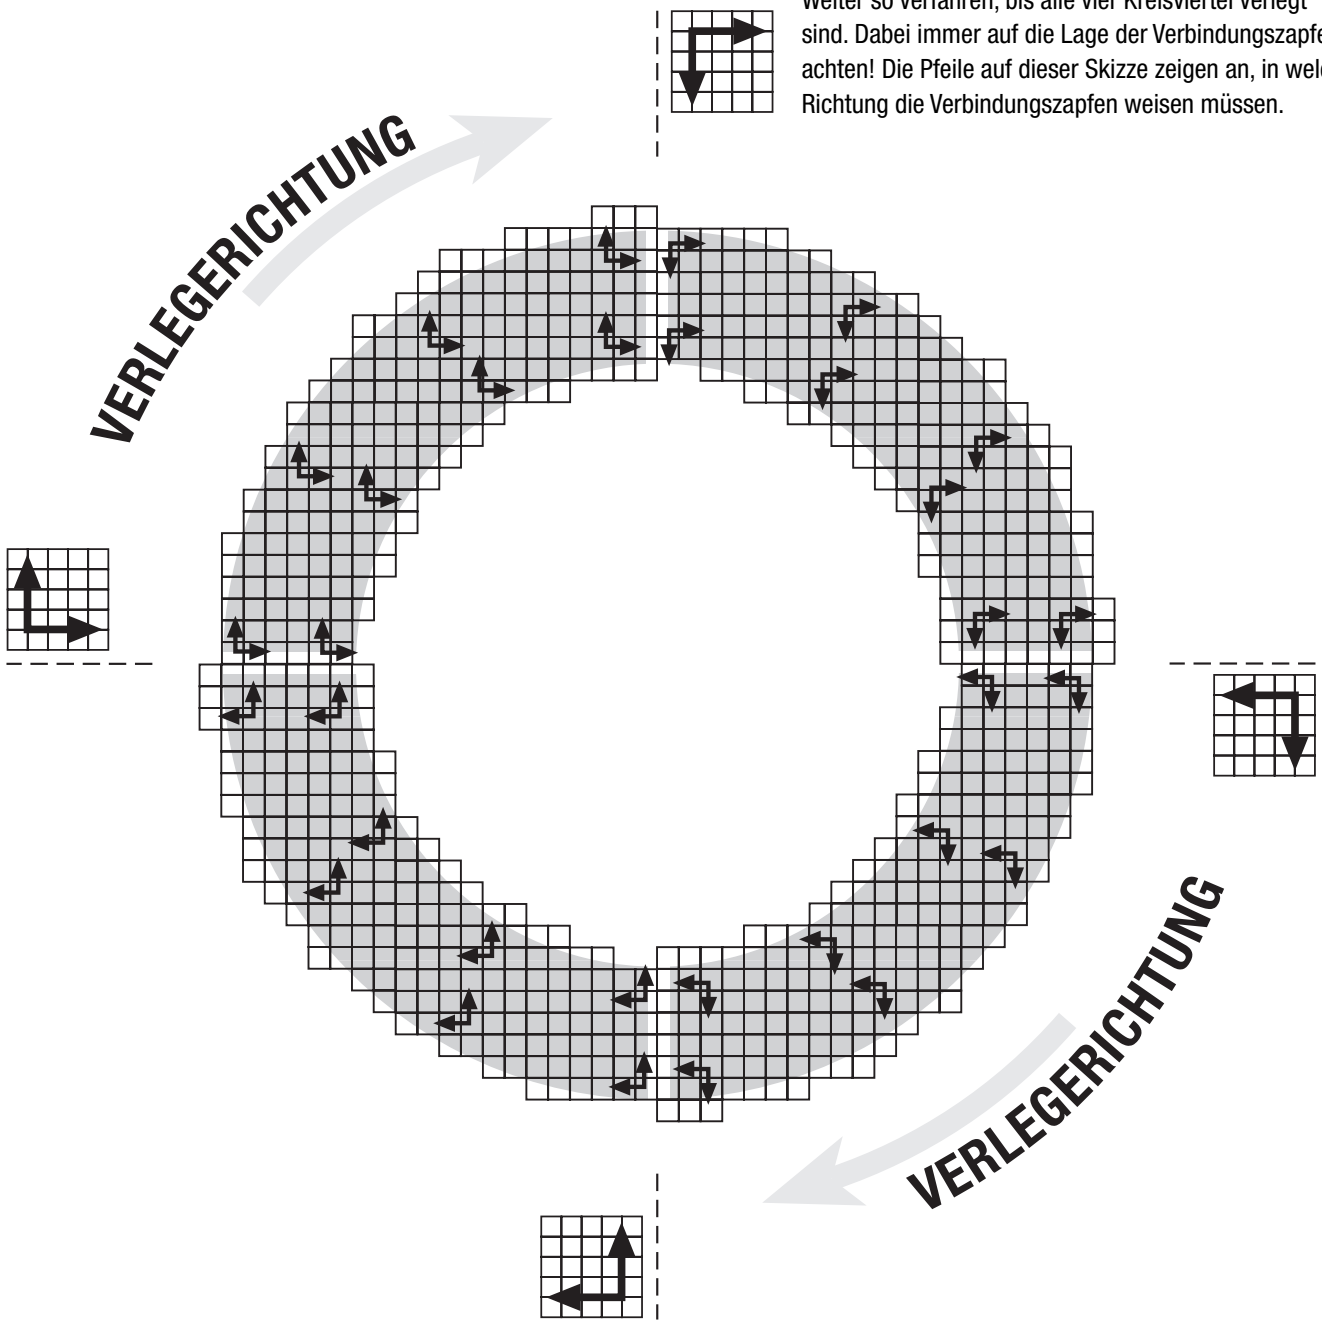 Weiter so verfahren, bis alle vier Kreisviertel verlegt
sind. Dabei immer auf die Lage der
achten! Die Pfeile auf dieser Skizze zeigen an, in
Richtung die Verbindungszapfen weisen müssen.
VERLEGERICHTUNG
VERLEGERICHTUNG